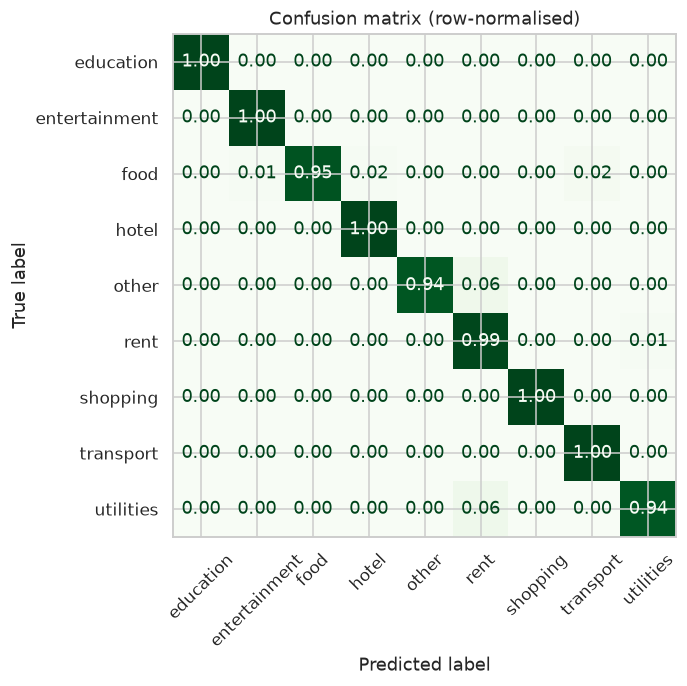 Confusion matrix (row-normalised)
education 1.00 0.00 0.00 0.00 0.00 0.00 0.00 0.00 0.00
entertainment 0.00 1.00 0.00 0.00 0.00 0.00 0.00 0.00 0.00
food 0.00 0.01 0.95 0.02 0.00 0.00 0.00 0.02 0.00
hotel 0.00 0.00 0.00 1.00 0.00 0.00 0.00 0.00 0.00
other 0.00 0.00 0.00 0.00 0.94 0.06 0.00 0.00 0.00
rent 0.00 0.00 0.00 0.00 0.00 0.99 0.00 0.00 0.01
shopping 0.00 0.00 0.00 0.00 0.00 0.00 1.00 0.00 0.00
transport 0.00 0.00 0.00 0.00 0.00 0.00 0.00 1.00 0.00
utilities 0.00 0.00 0.00 0.00 0.00 0.06 0.00 0.00 0.94
True label
education entertainment food hotel other rent shopping transport utilities
Predicted label